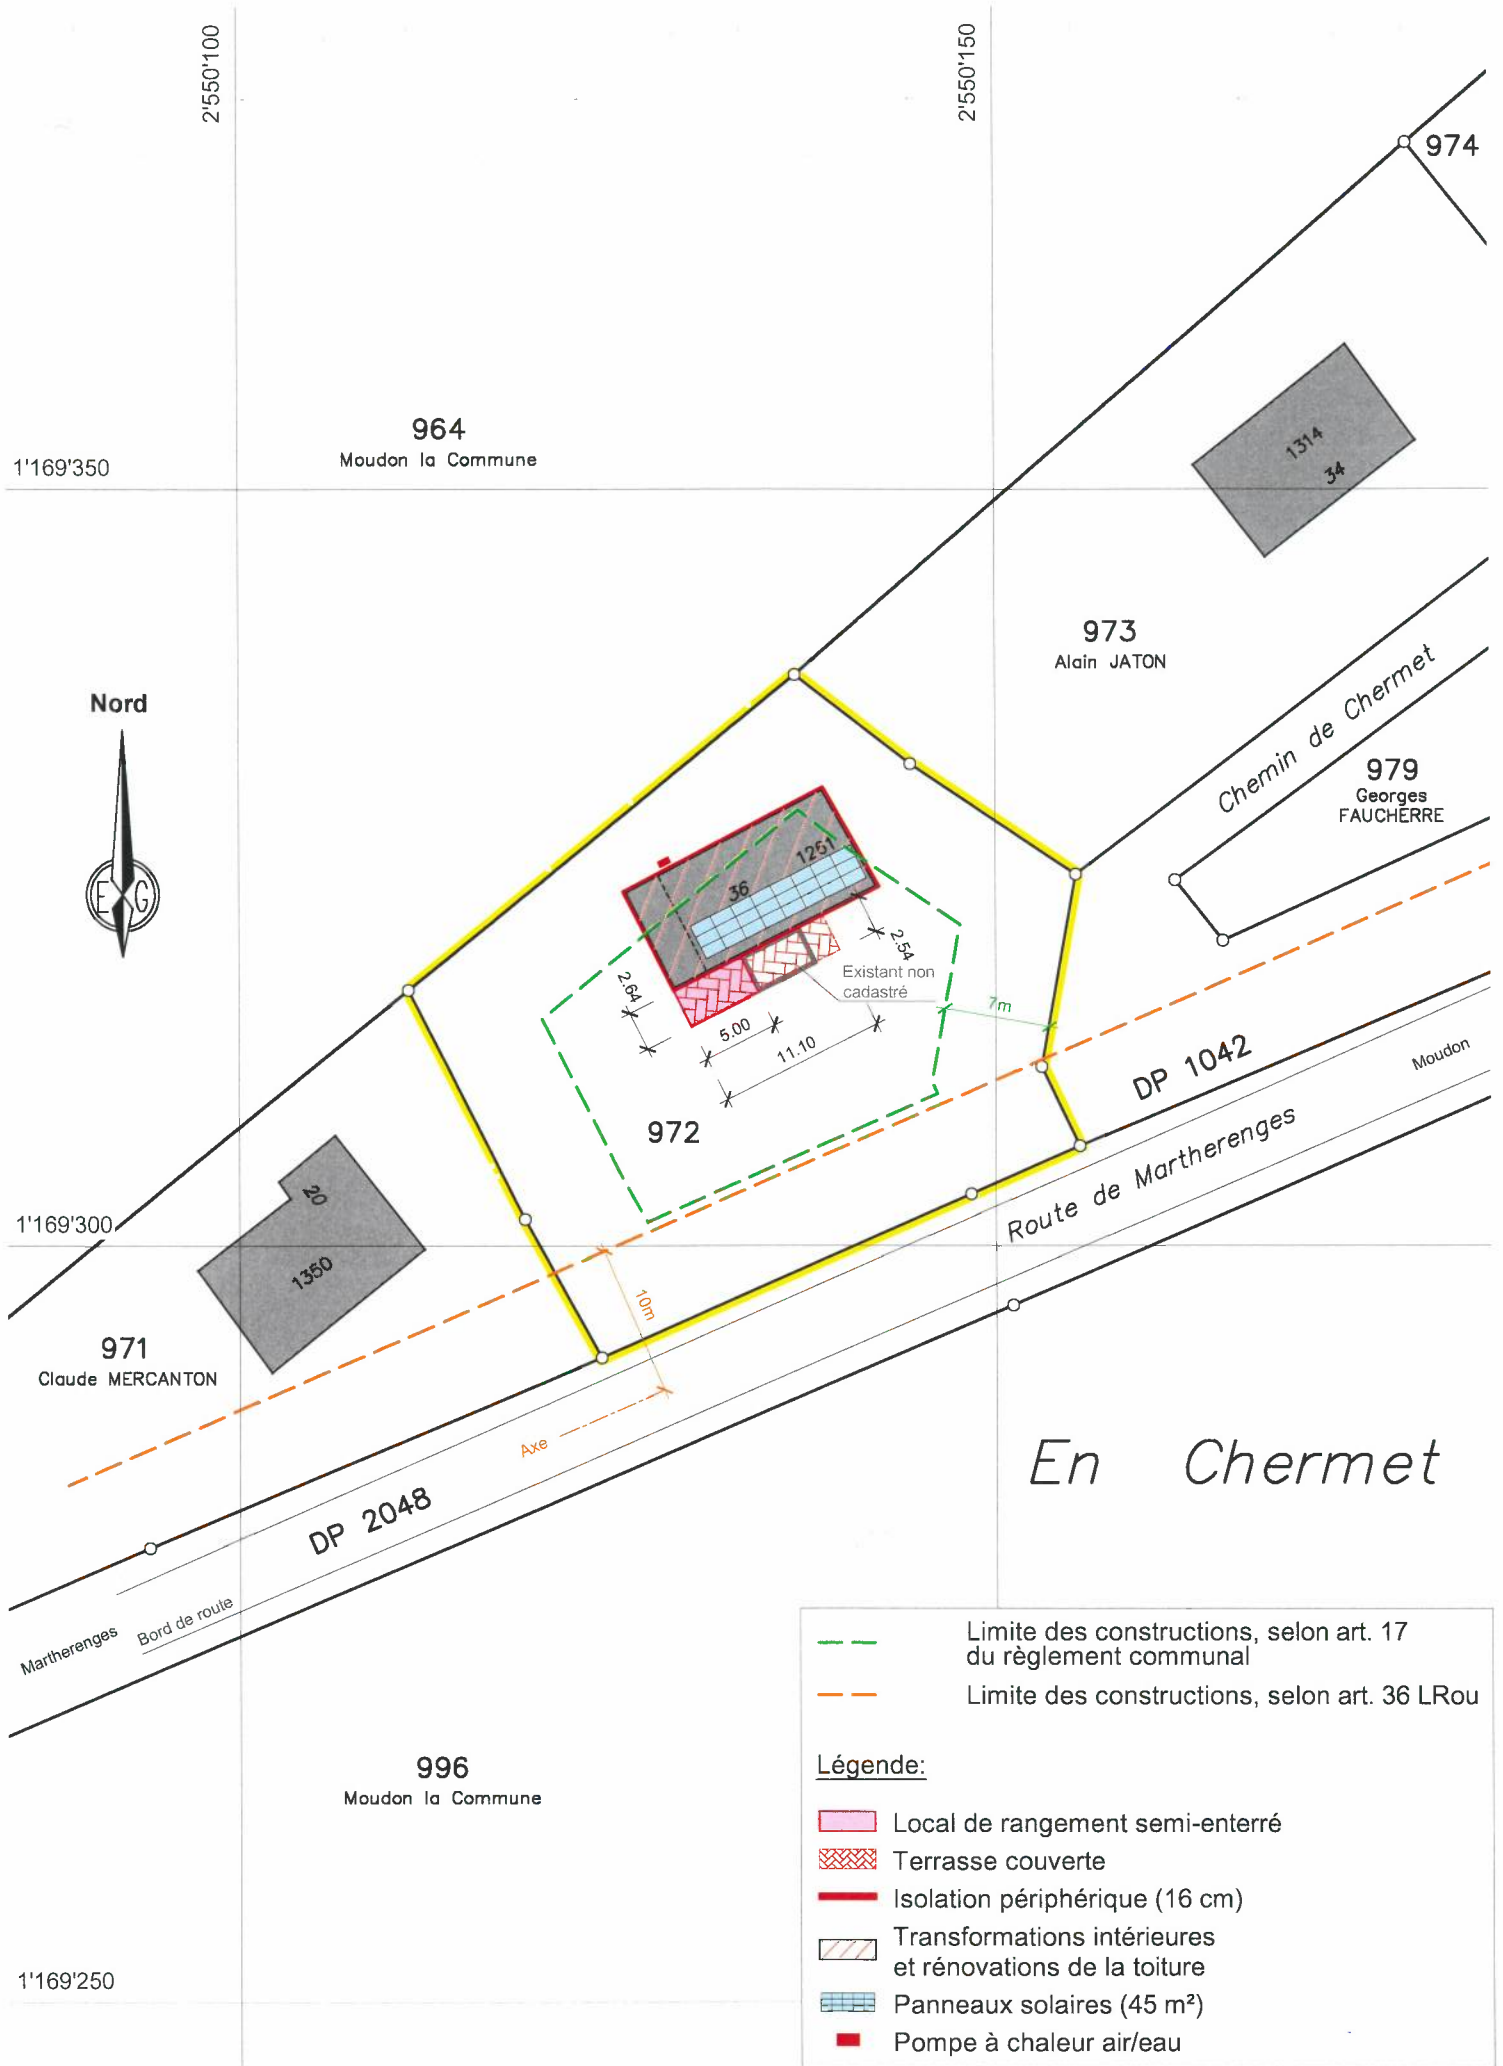 2'550'100
2'550'150
974
1314
34
964
Moudon la Commune
1'169'350
973
Alain JATON
Chemin de Chermet
979
Georges
FAUCHERRE
Nord
E G
1261
36
2.54
Existant non
cadastré
2.64
7m
5.00
11.10
DP 1042
Moudon
972
Route de Martherenges
20
1350
1'169'300
10m
971
Claude MERCANTON
Axe
En Chermet
DP 2048
Martherenges
Bord de route
996
Moudon la Commune
1'169'250
Limite des constructions, selon art. 17
du règlement communal
Limite des constructions, selon art. 36 LRou
Légende:
Local de rangement semi-enterré
Terrasse couverte
Isolation périphérique (16 cm)
Transformations intérieures
et rénovations de la toiture
Panneaux solaires (45 m²)
Pompe à chaleur air/eau